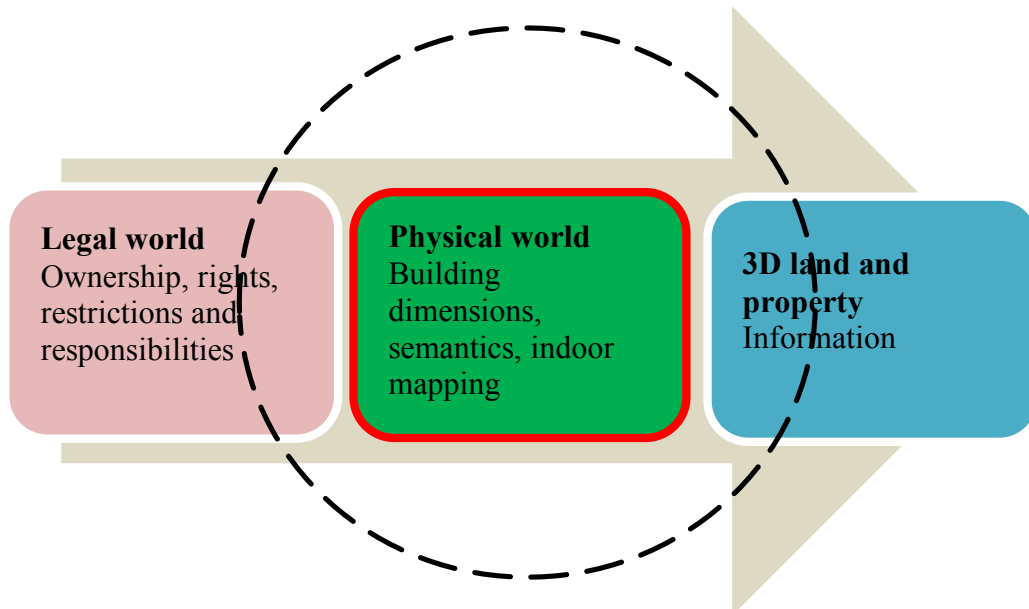 Legal world
Ownership, rights,
restrictions and
responsibilities
Physical world
Building
dimensions,
semantics, indoor
mapping
3D land and
property
Information